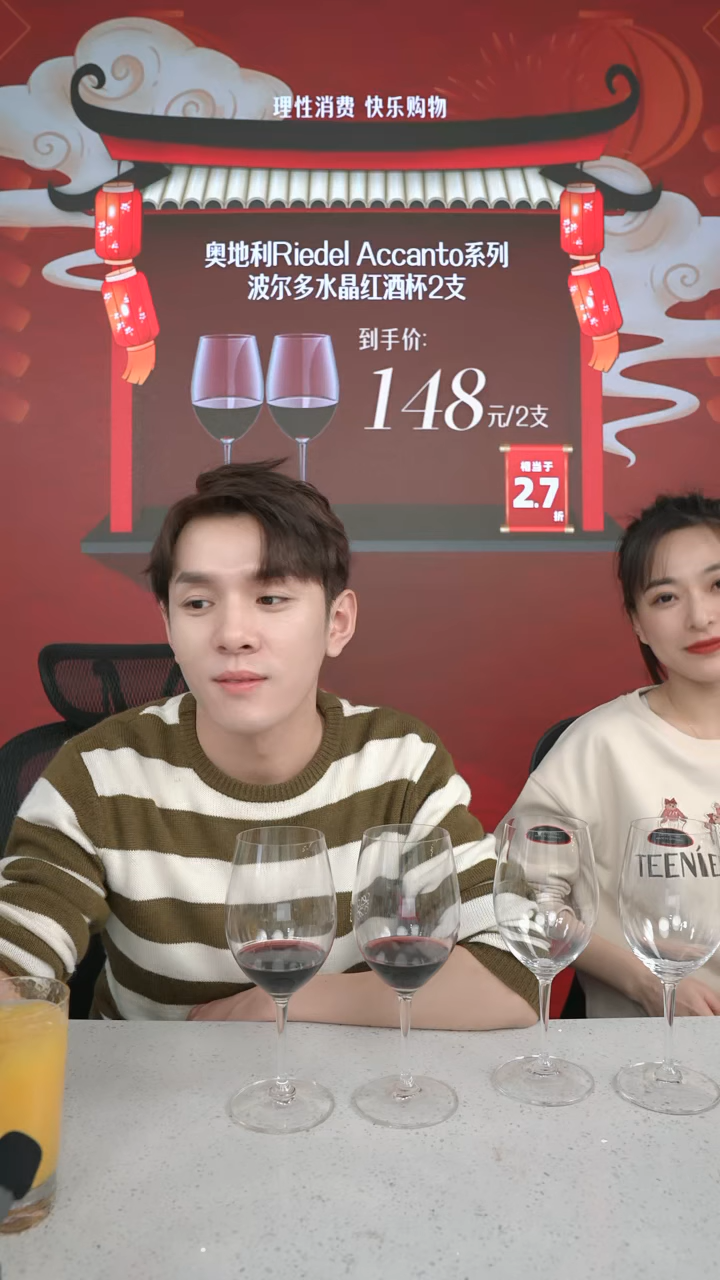 理性消费 快乐购物
奥地利Riedel Accanto系列
波尔多水晶红酒杯2支
到手价:
148元/2支
相当于
2.7折
TEENIE